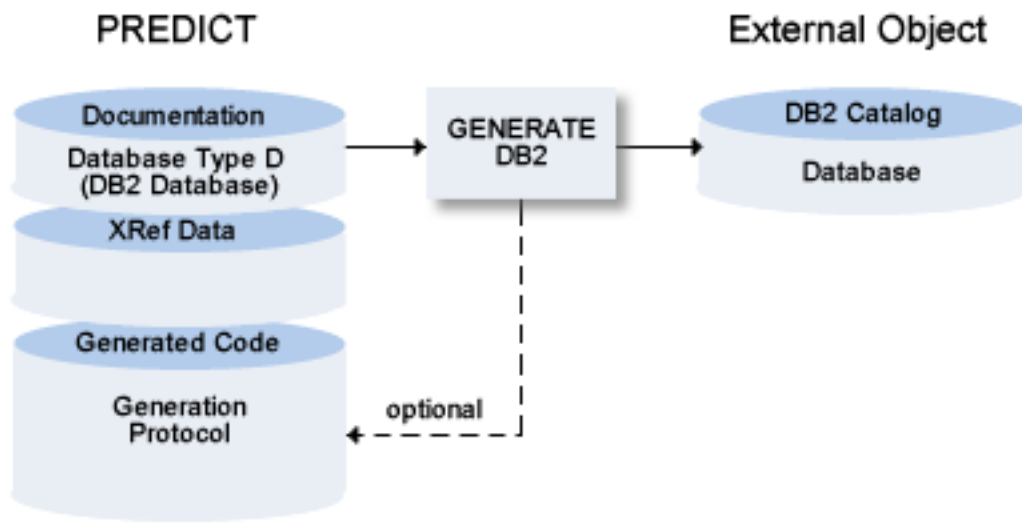 PREDICT
External Object
Documentation
Database Type D
(DB2 Database)
GENERATE
DB2
DB2 Catalog
Database
XRef Data
Generated Code
Generation
Protocol
optional